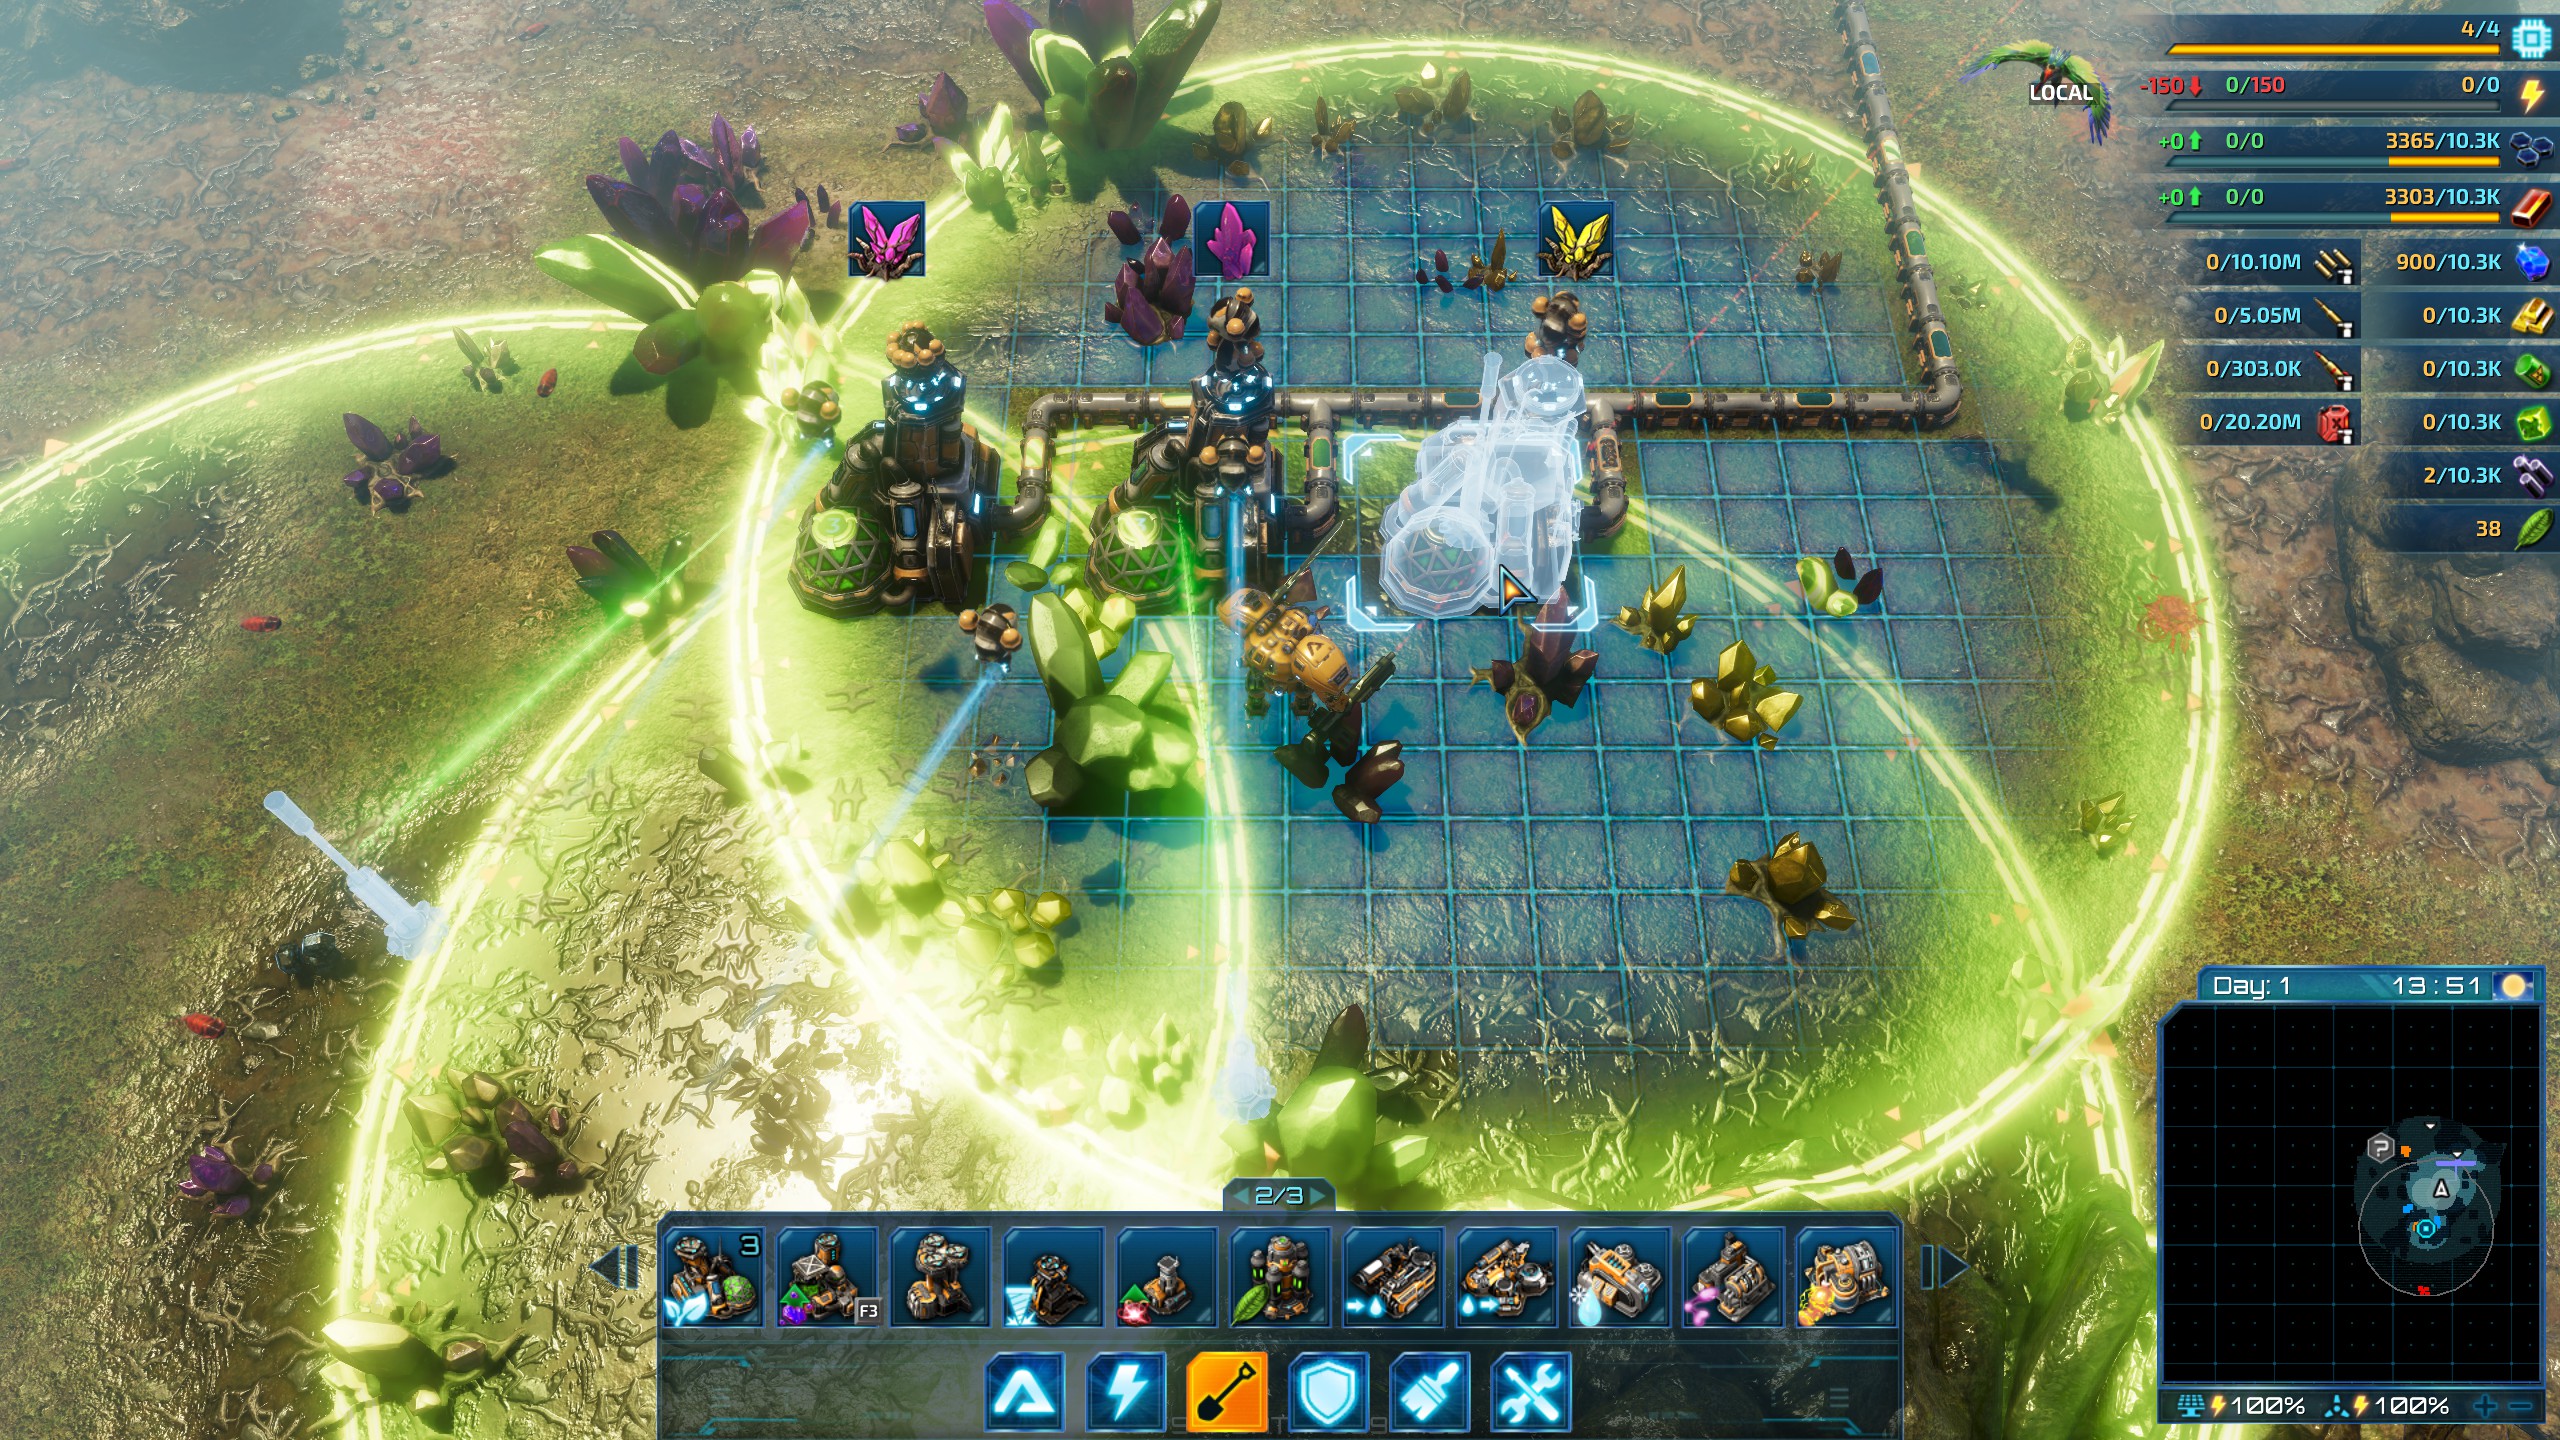 4/4
LOCAL
-150 0/150 0/0
+0 0/0 3365/10.3K
+0 0/0 3303/10.3K
0/10.10M 900/10.3K
0/5.05M 0/10.3K
0/303.0K 0/10.3K
0/20.20M 0/10.3K
2/10.3K
38
Day: 1 13:51
?
A
2/3
3
F3
100% 100%